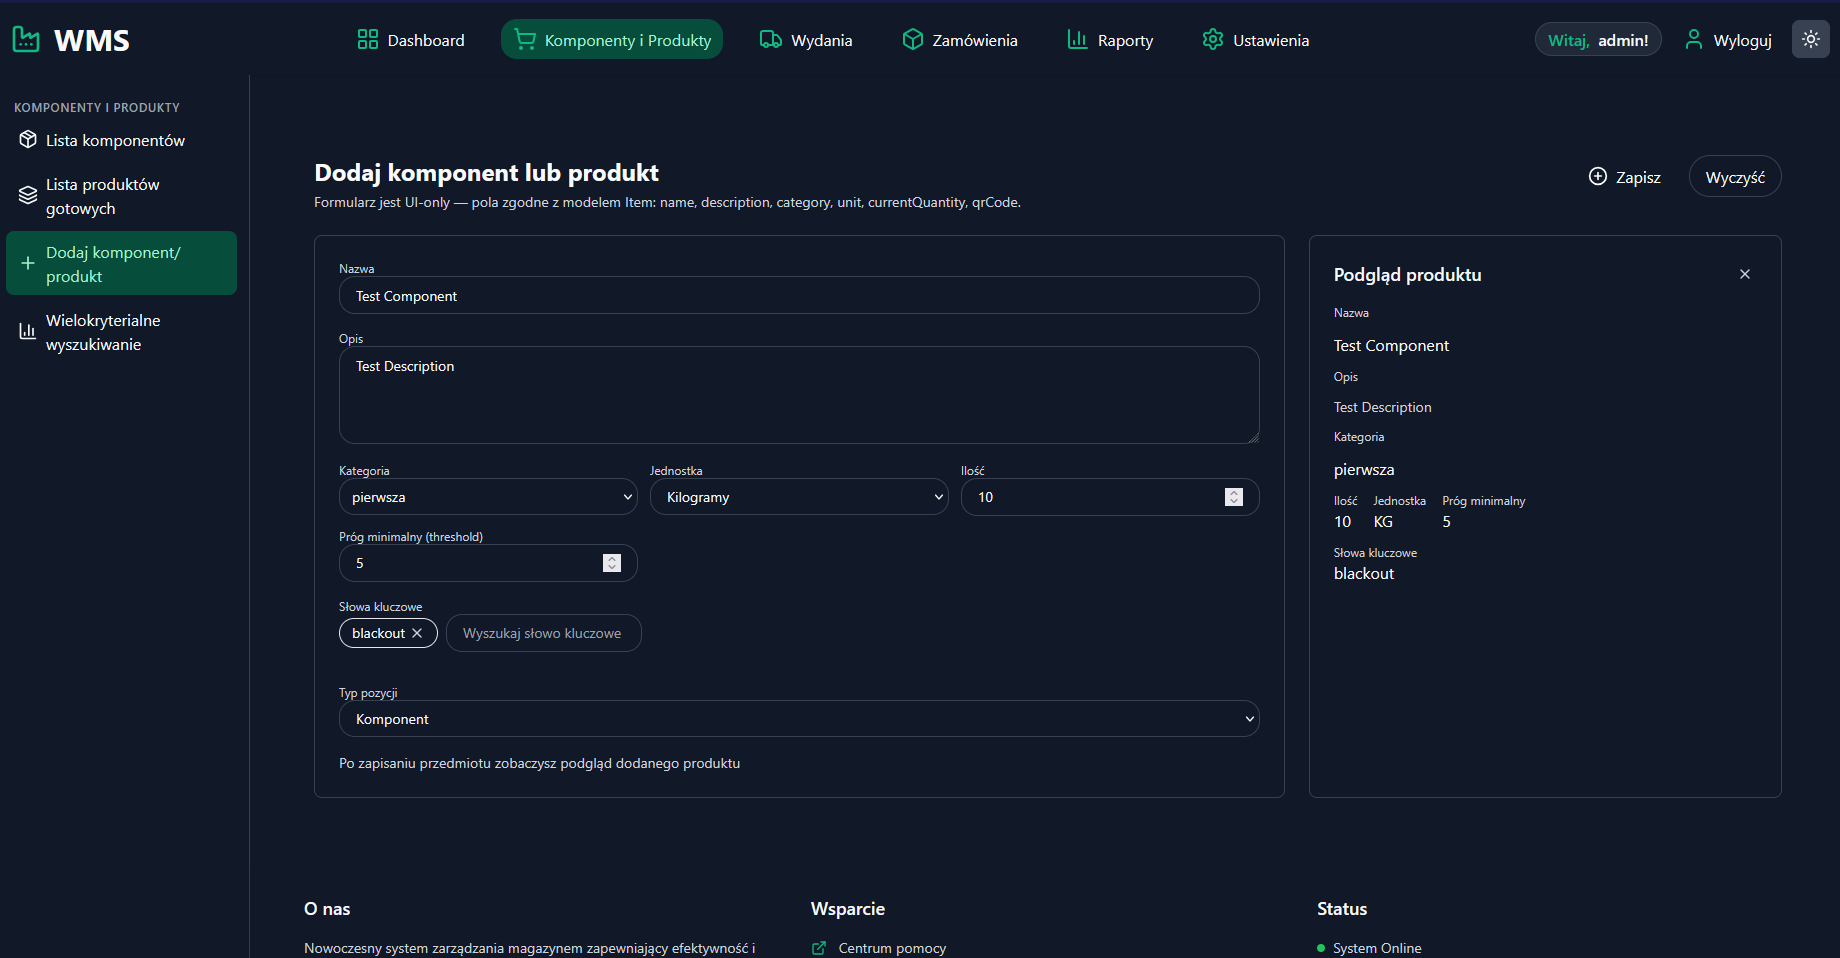 WMS
Dashboard
Komponenty i Produkty
Wydania
Zamówienia
Raporty
Ustawienia
Witaj, admin!
Wyloguj
KOMPONENTY I PRODUKTY
Lista komponentów
Lista produktów
gotowych
Dodaj komponent/
produkt
Wielokryterialne
wyszukiwanie
Dodaj komponent lub produkt
Formularz jest UI-only — pola zgodne z modelem Item: name, description, category, unit, currentQuantity, qrCode.
Zapisz
Wyczyść
Nazwa
Test Component
Opis
Test Description
Kategoria
pierwsza
Jednostka
Kilogramy
Ilość
10
Próg minimalny (threshold)
5
Słowa kluczowe
blackout
Wyszukaj słowo kluczowe
Typ pozycji
Komponent
Po zapisaniu przedmiotu zobaczysz podgląd dodanego produktu
Podgląd produktu
Nazwa
Test Component
Opis
Test Description
Kategoria
pierwsza
Ilość Jednostka Próg minimalny
10 KG 5
Słowa kluczowe
blackout
O nas
Nowoczesny system zarządzania magazynem zapewniający efektywność i
Wsparcie
Centrum pomocy
Status
System Online